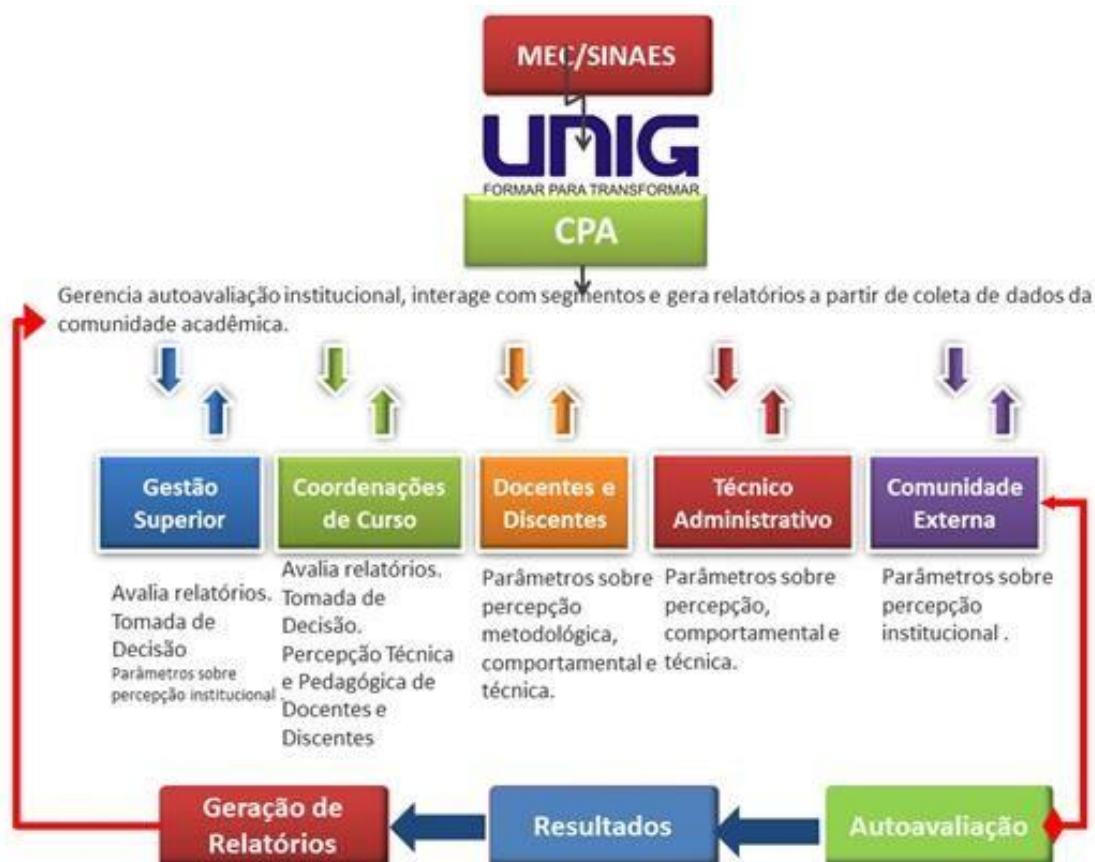 MEC/SINAES
UNIG
FORMAR PARA TRANSFORMAR
CPA
Gerencia autoavaliação institucional, interage com segmentos e gera relatórios a partir de coleta de dados da
comunidade acadêmica.
Gestão
Superior
Avalia relatórios.
Tomada de
Decisão
Parâmetros sobre
percepção institucional .
Coordenações
de Curso
Avalia relatórios.
Tomada de
Decisão.
Percepção Técnica
e Pedagógica de
Docentes e
Discentes
Docentes e
Discentes
Parâmetros sobre
percepção
metodológica,
comportamental e
técnica.
Técnico
Administrativo
Parâmetros sobre
percepção,
comportamental e
técnica.
Comunidade
Externa
Parâmetros sobre
percepção
institucional .
Geração de
Relatórios
Resultados
Autoavaliação